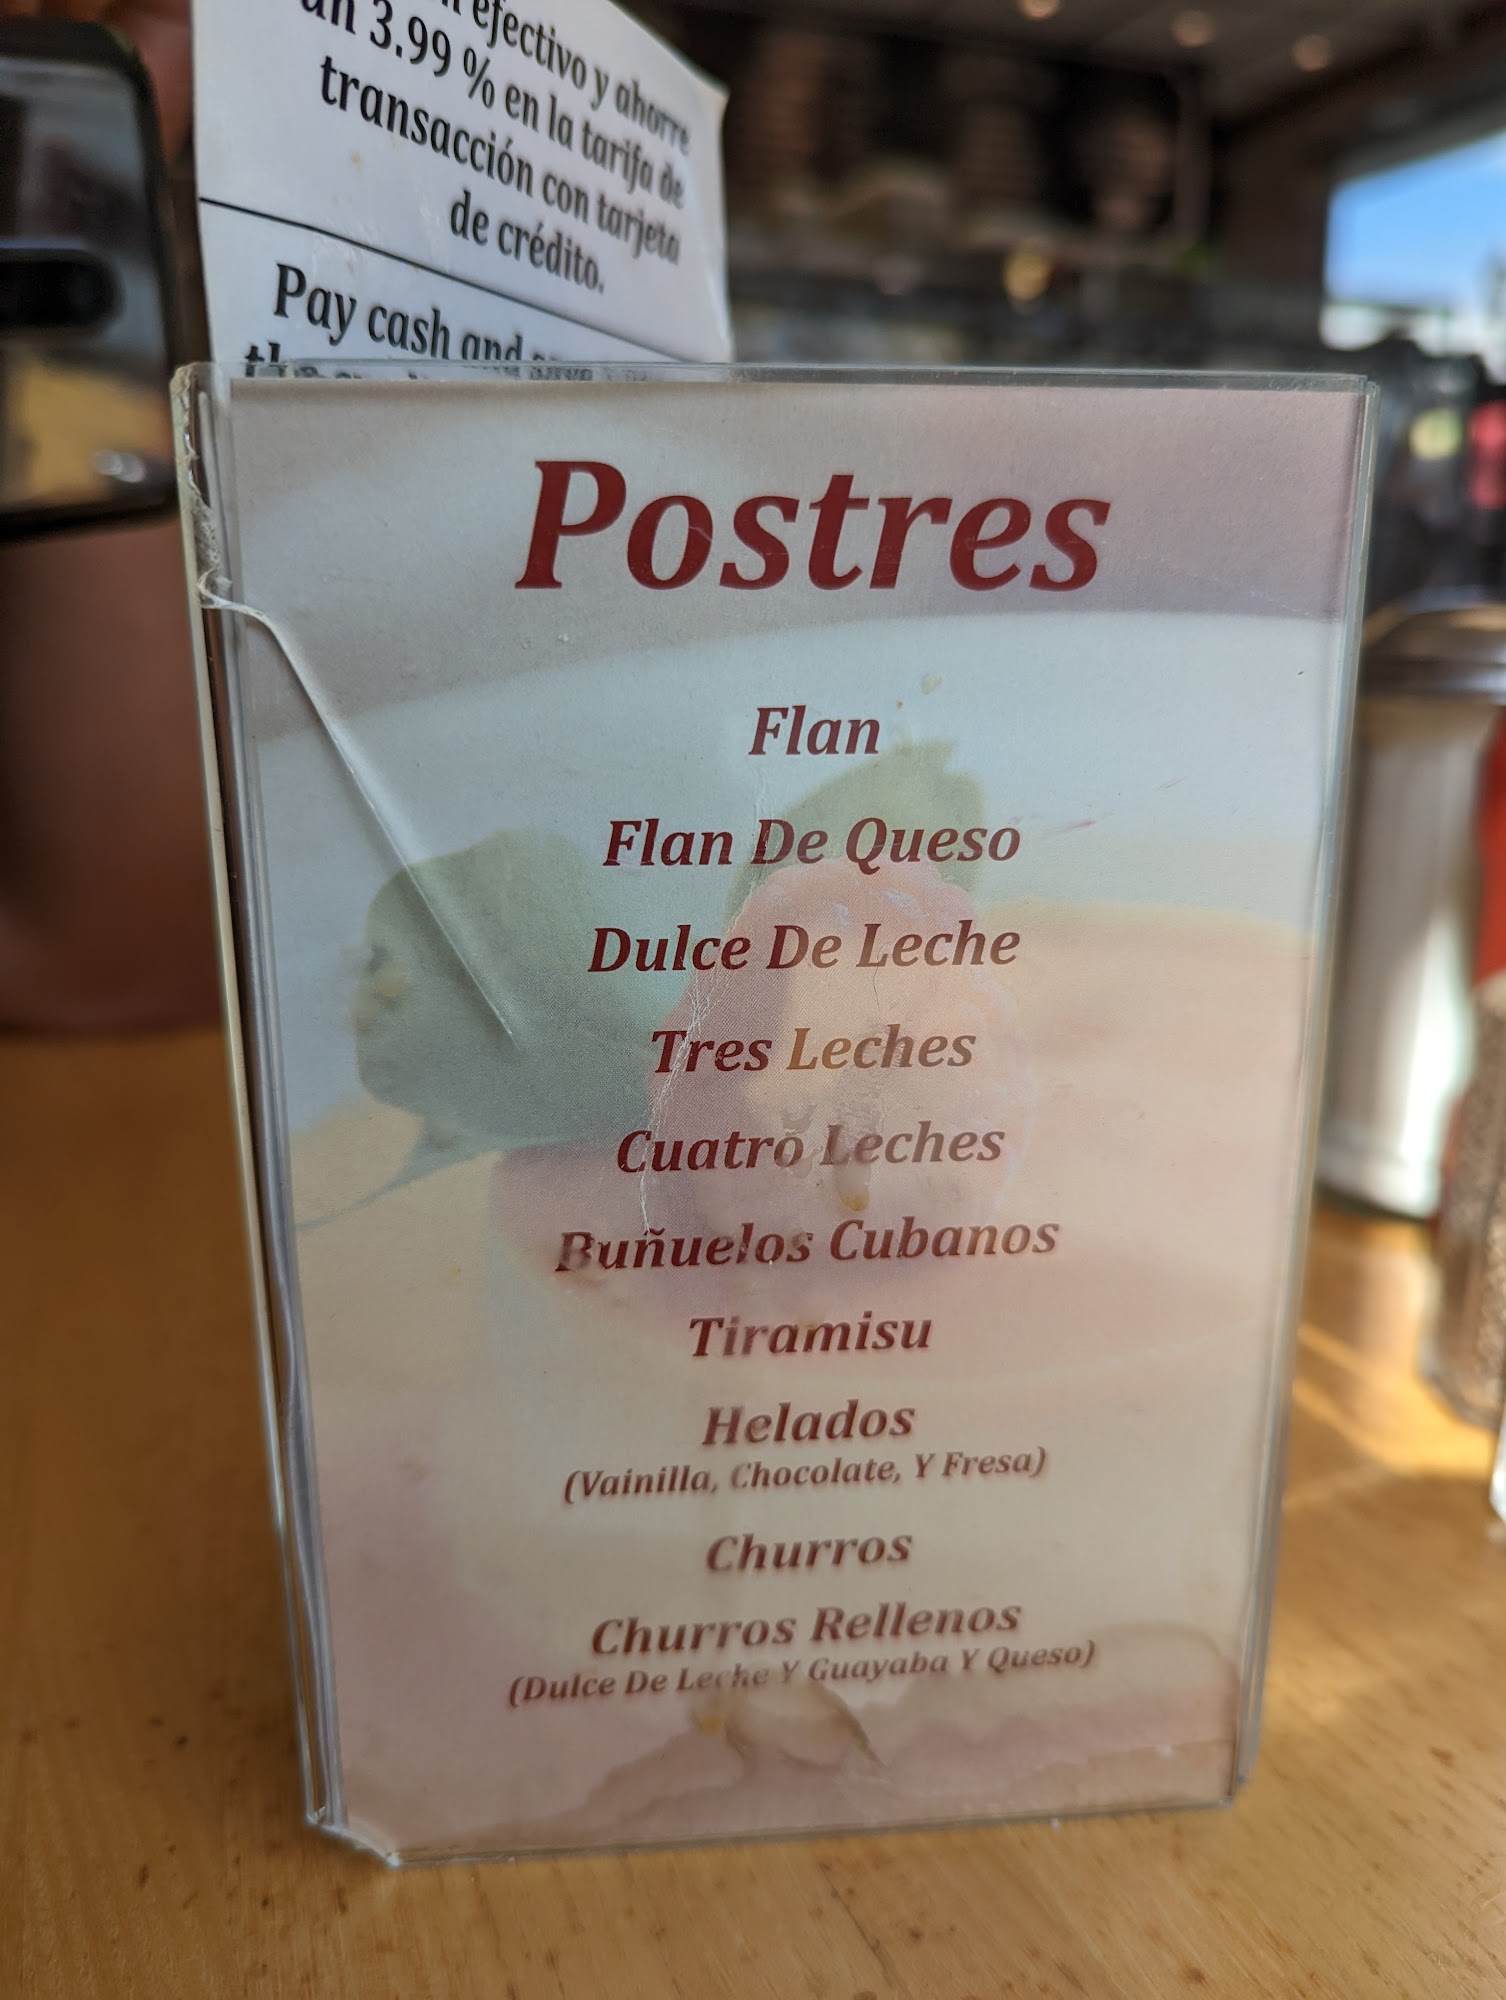 efectivo y ahorre
un 3.99 % en la tarifa de
transacción con tarjeta
de crédito.
Pay cash and
Postres
Flan
Flan De Queso
Dulce De Leche
Tres Leches
Cuatro Leches
Buñuelos Cubanos
Tiramisu
Helados
(Vainilla, Chocolate, Y Fresa)
Churros
Churros Rellenos
(Dulce De Leche Y Guayaba Y Queso)